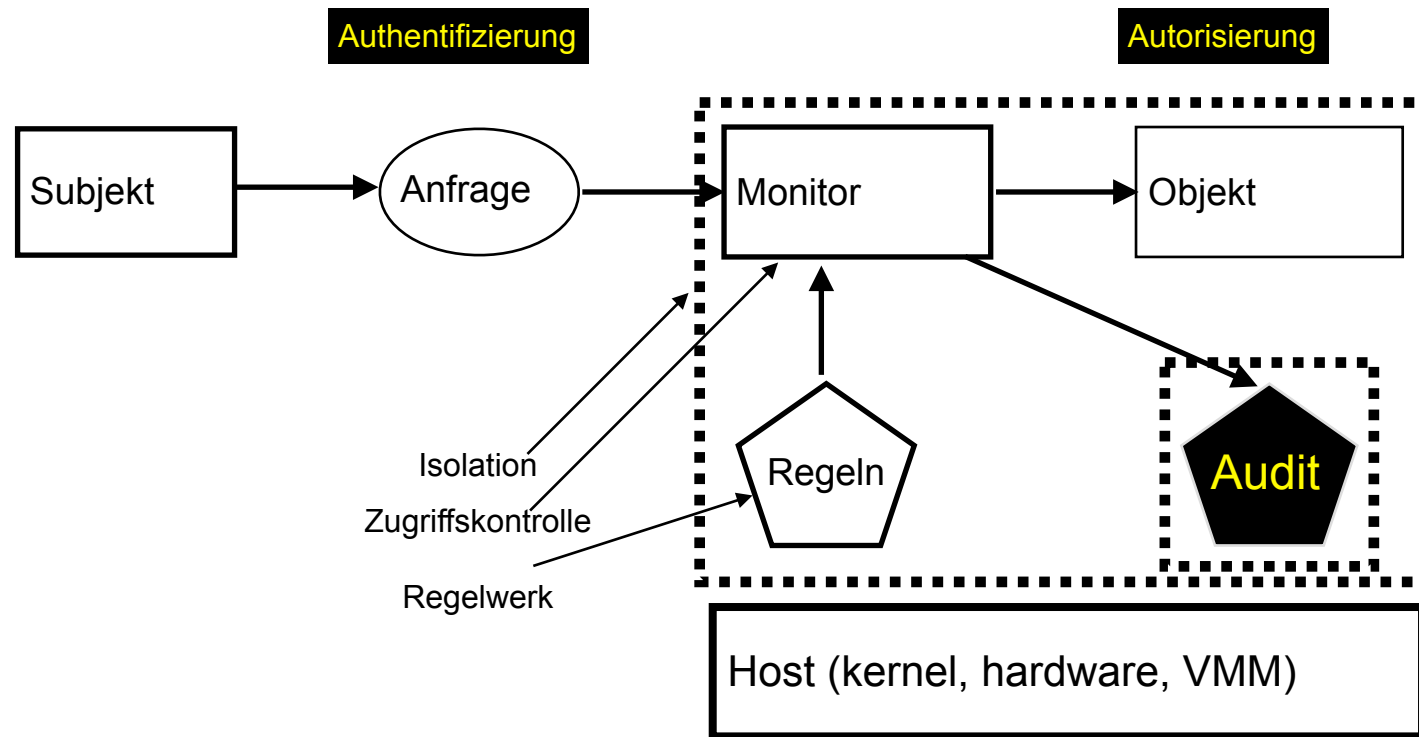 Authentifizierung
Autorisierung
Subjekt
Anfrage
Monitor
Objekt
Isolation
Zugriffskontrolle
Regelwerk
Regeln
Audit
Host (kernel, hardware, VMM)